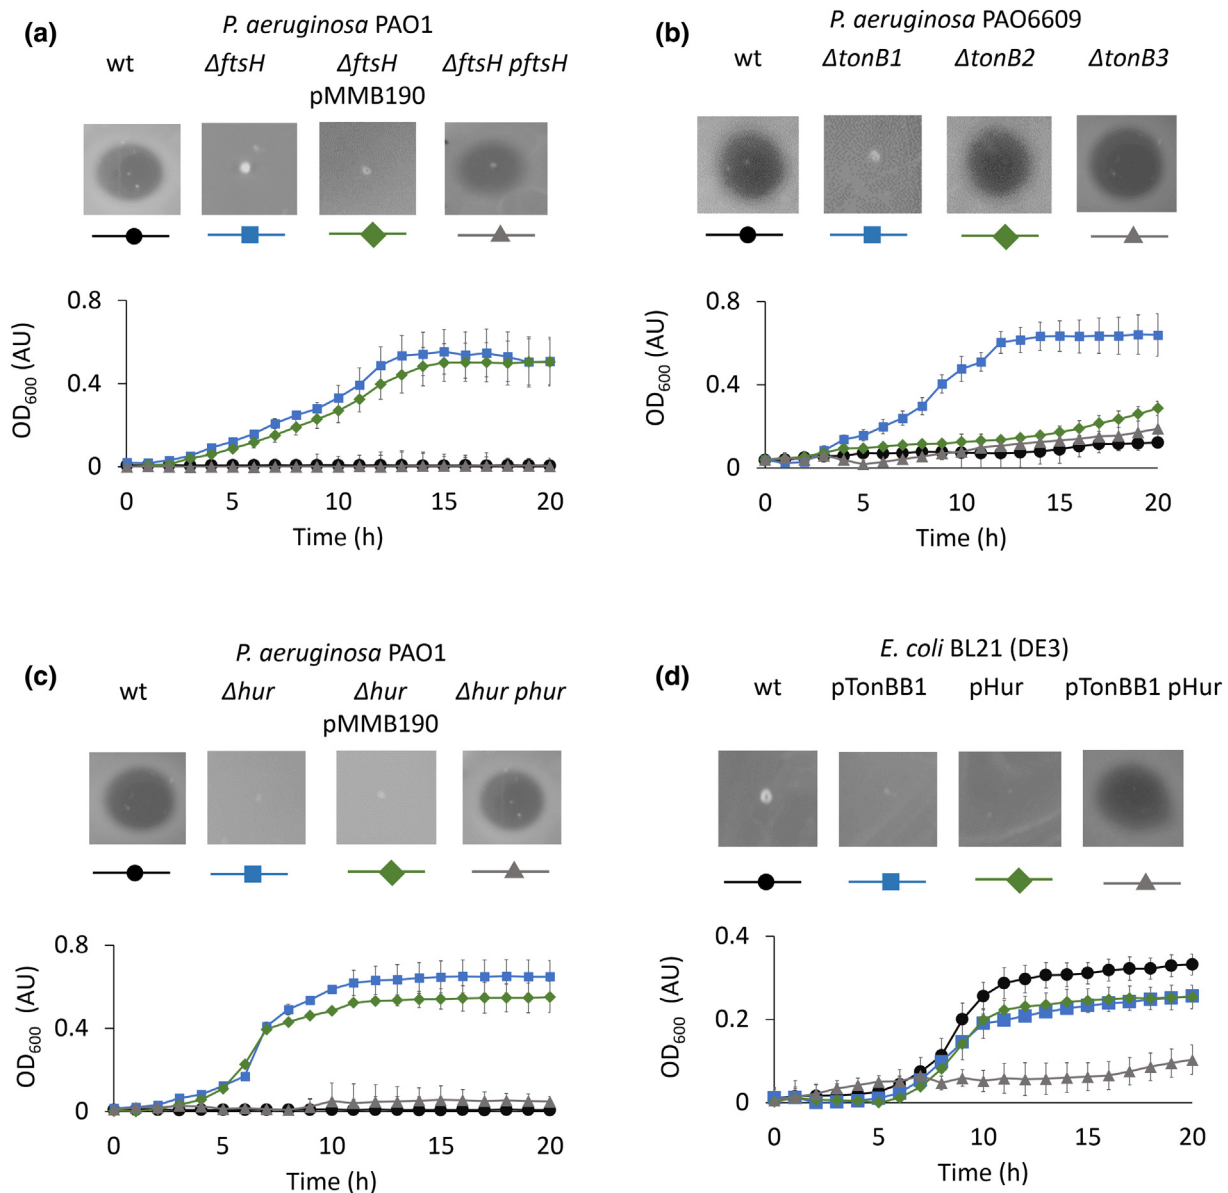 (a)
P. aeruginosa PAO1
wt ΔftsH ΔftsH ΔftsH pftsH
pMMB190
0.8
0.4
0
OD600 (AU)
0 5 10 15 20
Time (h)
(b)
P. aeruginosa PAO6609
wt ΔtonB1 ΔtonB2 ΔtonB3
0.8
0.4
0
OD600 (AU)
0 5 10 15 20
Time (h)
(c)
P. aeruginosa PAO1
wt Δhur Δhur Δhur phur
pMMB190
0.8
0.4
0
OD600 (AU)
0 5 10 15 20
Time (h)
(d)
E. coli BL21 (DE3)
wt pTonBB1 pHur pTonBB1 pHur
0.4
0.2
0
OD600 (AU)
0 5 10 15 20
Time (h)